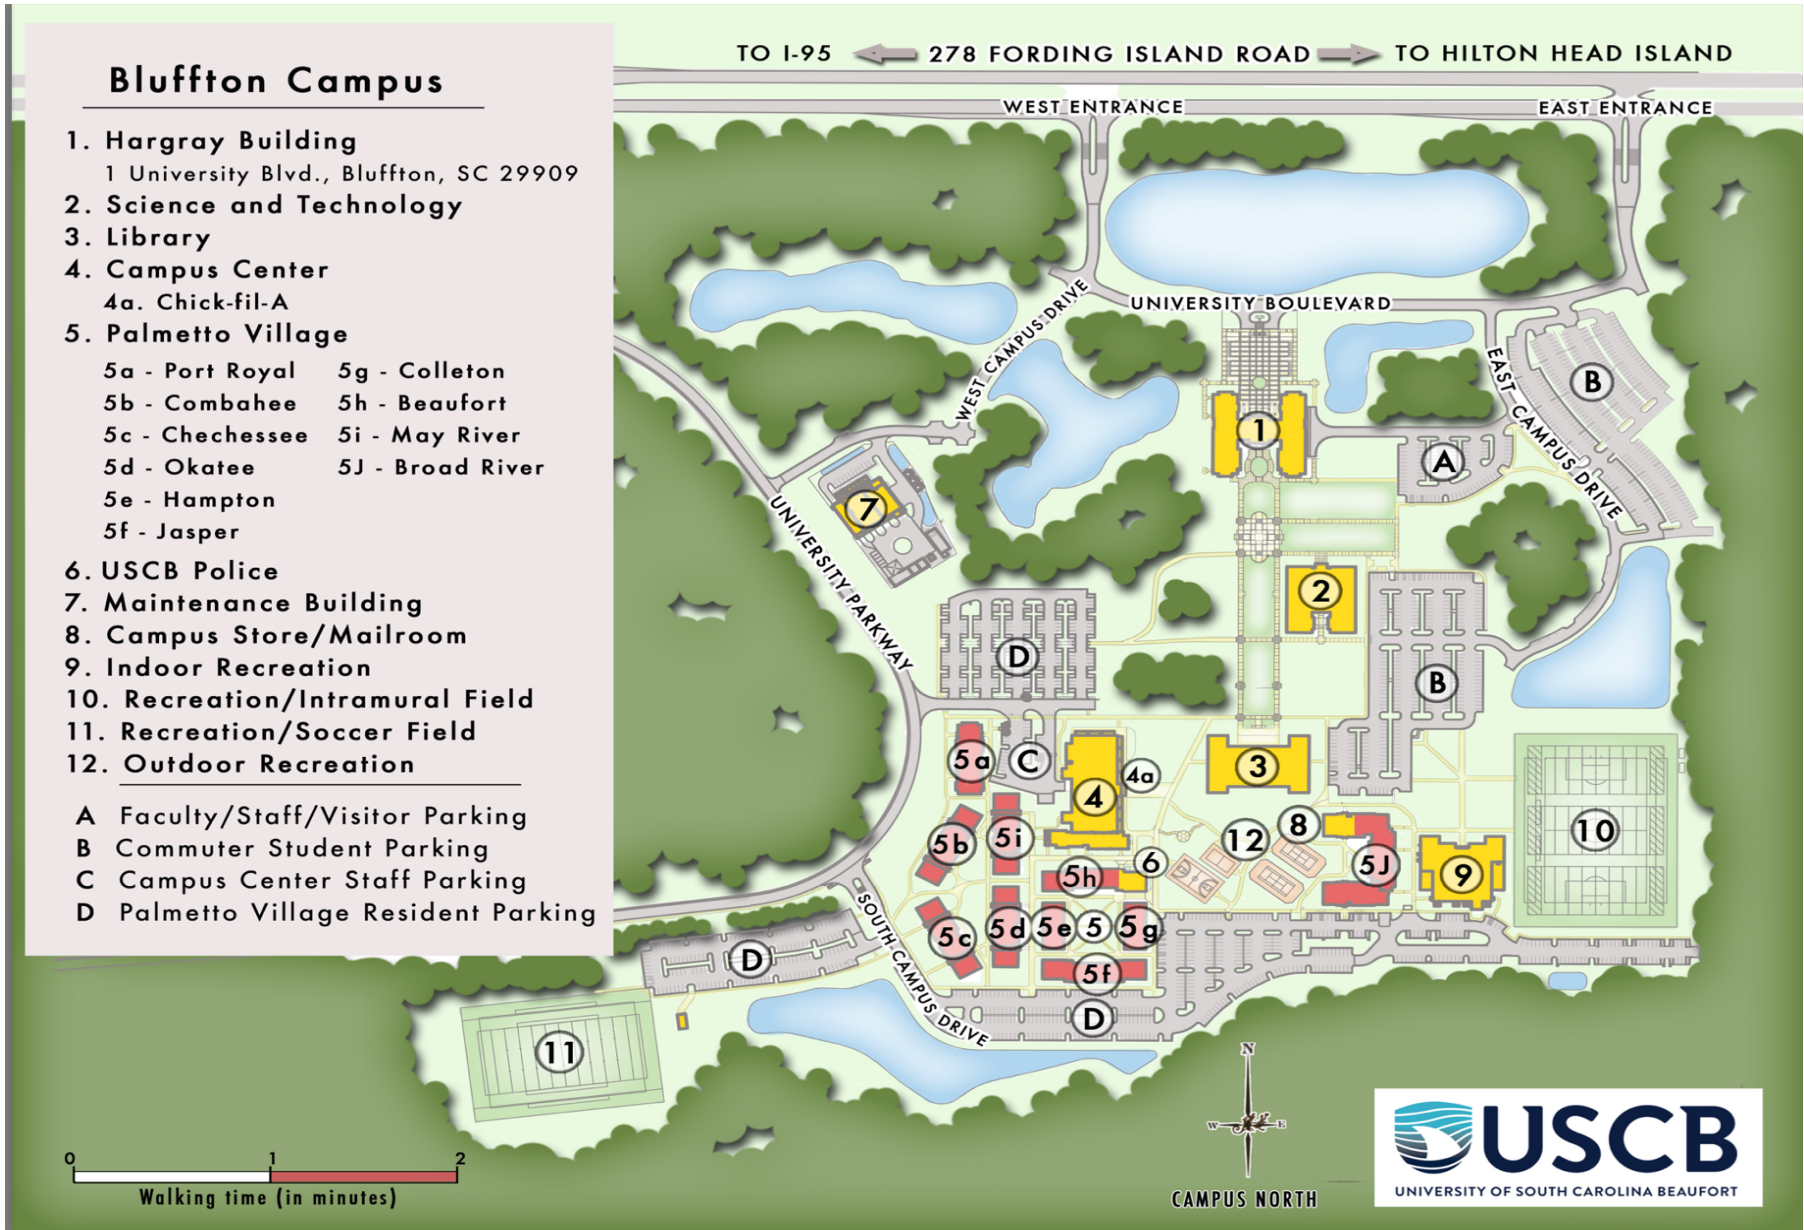 TO I-95 278 FORDING ISLAND ROAD TO HILTON HEAD ISLAND
WEST ENTRANCE EAST ENTRANCE
Bluffton Campus
1. Hargray Building
1 University Blvd., Bluffton, SC 29909
2. Science and Technology
3. Library
4. Campus Center
4a. Chick-fil-A
5. Palmetto Village
5a - Port Royal 5g - Colleton
5b - Combahee 5h - Beaufort
5c - Chechessee 5i - May River
5d - Okatee 5J - Broad River
5e - Hampton
5f - Jasper
6. USCB Police
7. Maintenance Building
8. Campus Store/Mailroom
9. Indoor Recreation
10. Recreation/Intramural Field
11. Recreation/Soccer Field
12. Outdoor Recreation
A Faculty/Staff/Visitor Parking
B Commuter Student Parking
C Campus Center Staff Parking
D Palmetto Village Resident Parking
UNIVERSITY BOULEVARD
WEST CAMPUS DRIVE
EAST CAMPUS DRIVE
UNIVERSITY PARKWAY
SOUTH CAMPUS DRIVE
B
1
A
7
2
D
B
5a
C
4
4a
3
5b
5i
12
8
10
6
5J
9
5h
5c
5d
5e
5
5g
D
5f
D
11
0 1 2
Walking time (in minutes)
N
W E
CAMPUS NORTH
USCB
UNIVERSITY OF SOUTH CAROLINA BEAUFORT